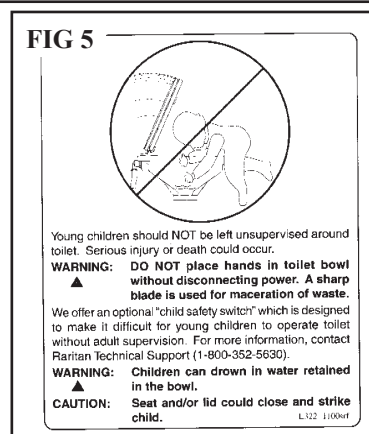 FIG 5
Young children should NOT be left unsupervised around
toilet. Serious injury or death could occur.
WARNING: DO NOT place hands in toilet bowl
without disconnecting power. A sharp
blade is used for maceration of waste.
We offer an optional "child safety switch" which is designed
to make it difficult for young children to operate toilet
without adult supervision. For more information, contact
Raritan Technical Support (1-800-352-5630).
WARNING: Children can drown in water retained
in the bowl.
CAUTION: Seat and/or lid could close and strike
child.